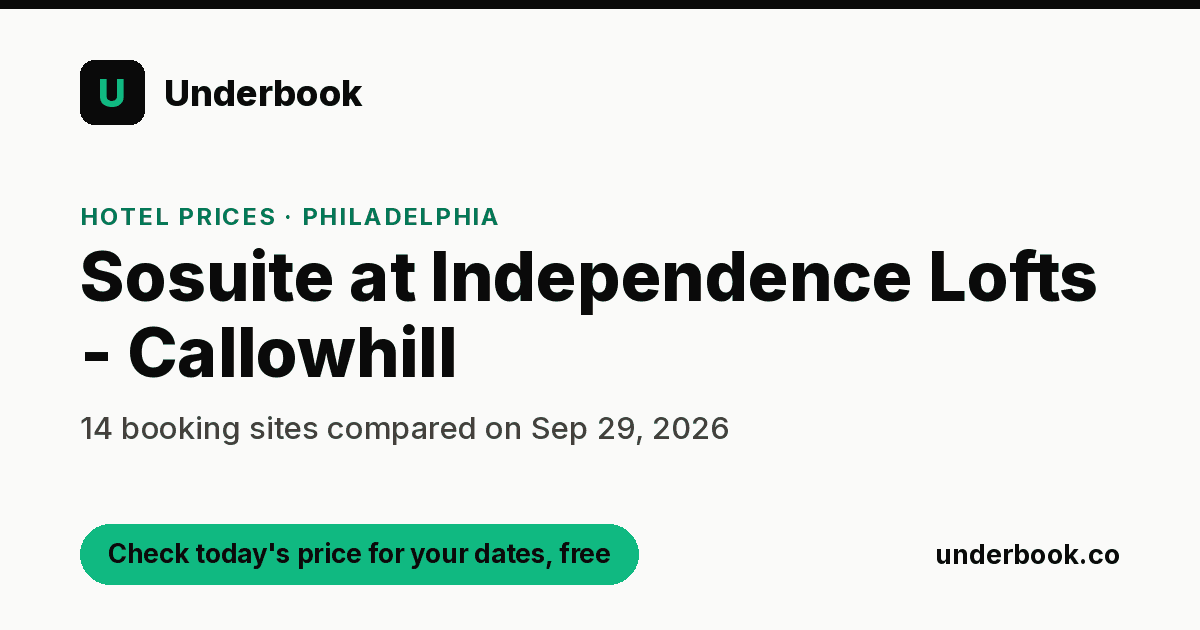 U Underbook
HOTEL PRICES · PHILADELPHIA
Sosuite at Independence Lofts
- Callowhill
14 booking sites compared on Sep 29, 2026
Check today's price for your dates, free
underbook.co